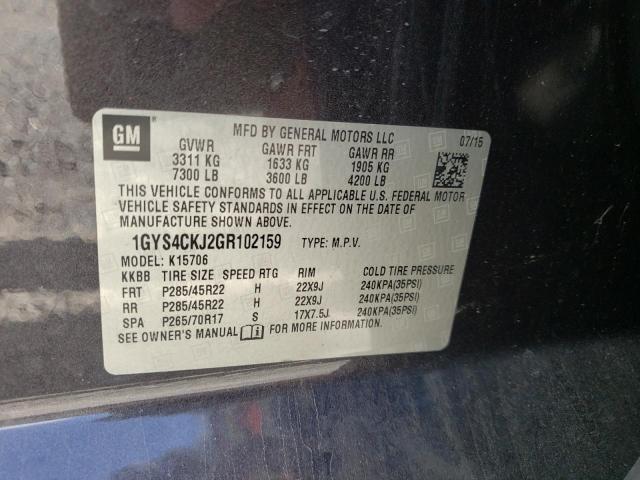 GM ®
MFD BY GENERAL MOTORS LLC 07/15
GVWR GAWR FRT GAWR RR
3311 KG 1633 KG 1905 KG
7300 LB 3600 LB 4200 LB
THIS VEHICLE CONFORMS TO ALL APPLICABLE U.S. FEDERAL MOTOR
VEHICLE SAFETY STANDARDS IN EFFECT ON THE DATE OF
MANUFACTURE SHOWN ABOVE.
1GYS4CKJ2GR102159 TYPE: M.P.V.
MODEL: K15706
KKBB TIRE SIZE SPEED RTG RIM COLD TIRE PRESSURE
FRT P285/45R22 H 22X9J 240KPA(35PSI)
RR P285/45R22 H 22X9J 240KPA(35PSI)
SPA P265/70R17 S 17X7.5J 240KPA(35PSI)
SEE OWNER'S MANUAL FOR MORE INFORMATION.